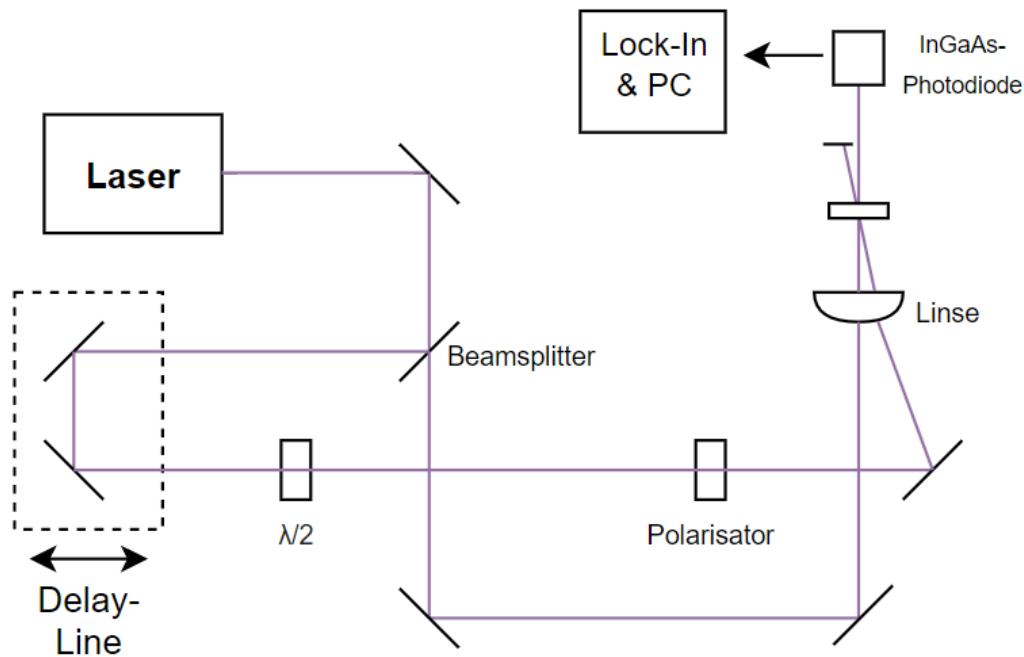 Lock-In
& PC
InGaAs-
Photodiode
Laser
Linse
Beamsplitter
λ/2
Polarisator
Delay-
Line